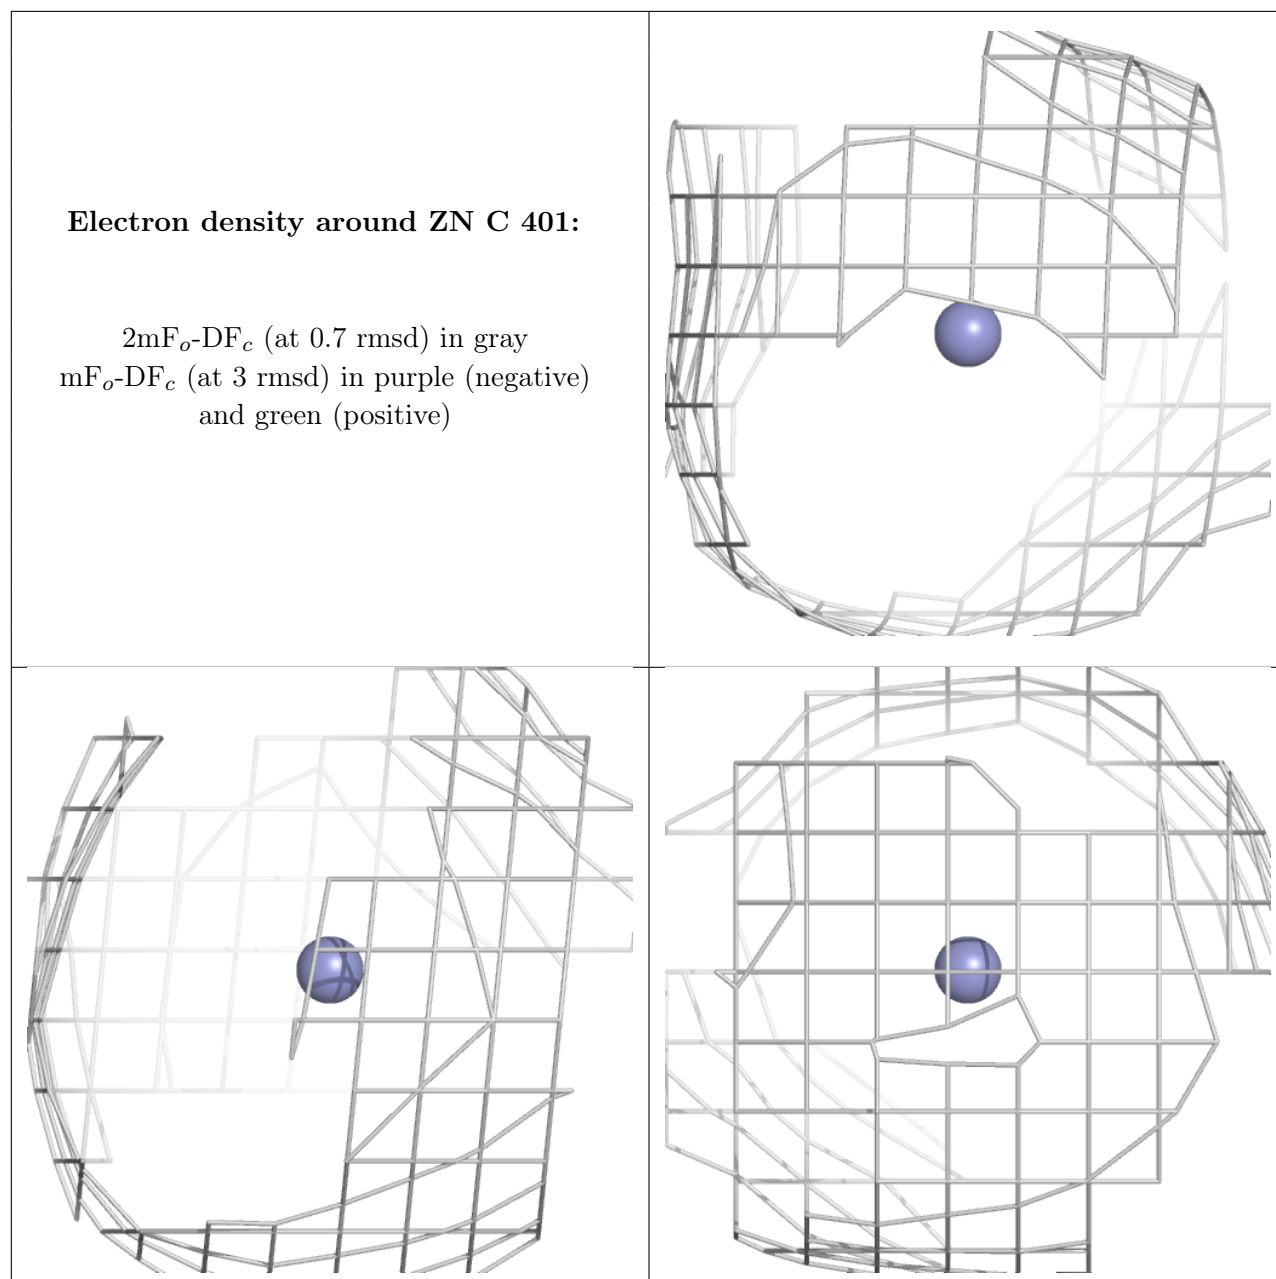 Electron density around ZN C 401:
2mFo-DFc (at 0.7 rmsd) in gray
mFo-DFc (at 3 rmsd) in purple (negative)
and green (positive)